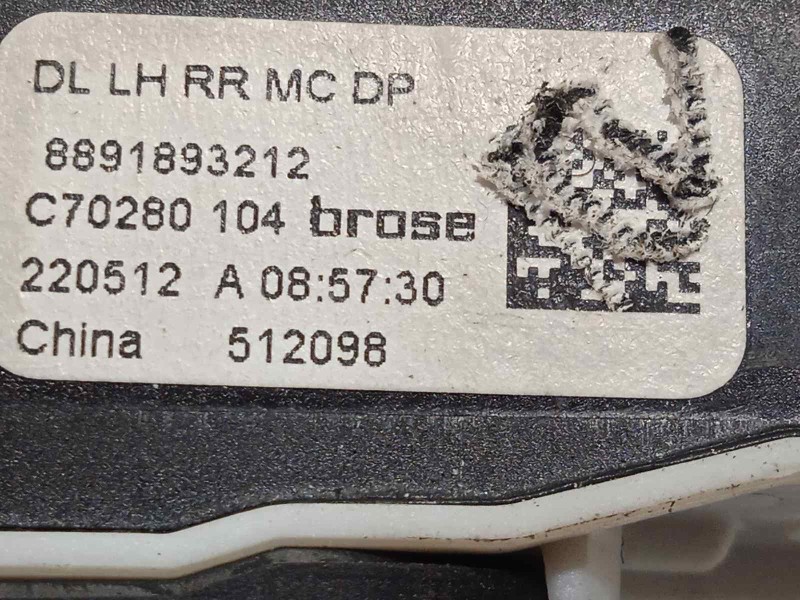 DL LH RR MC DP
8891893212
C70280 104 brose
220512 A 08:57:30
China 512098